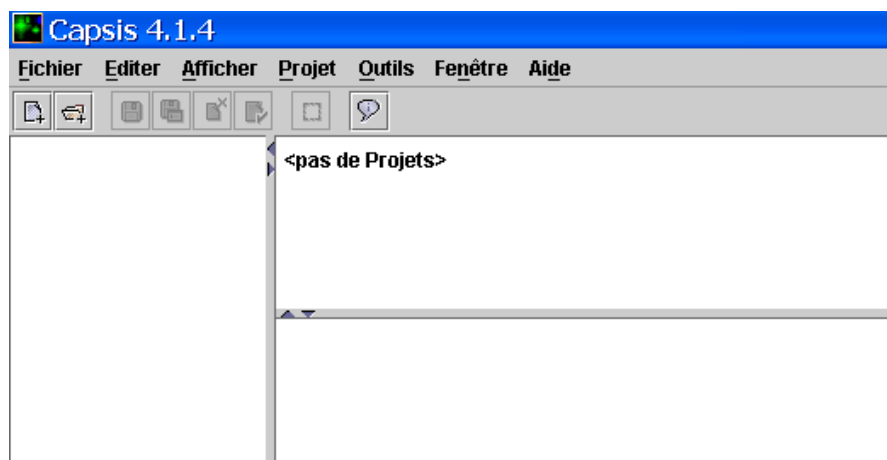 Capsis 4.1.4
Fichier Editer Afficher Projet Outils Fenêtre Aide
<pas de Projets>